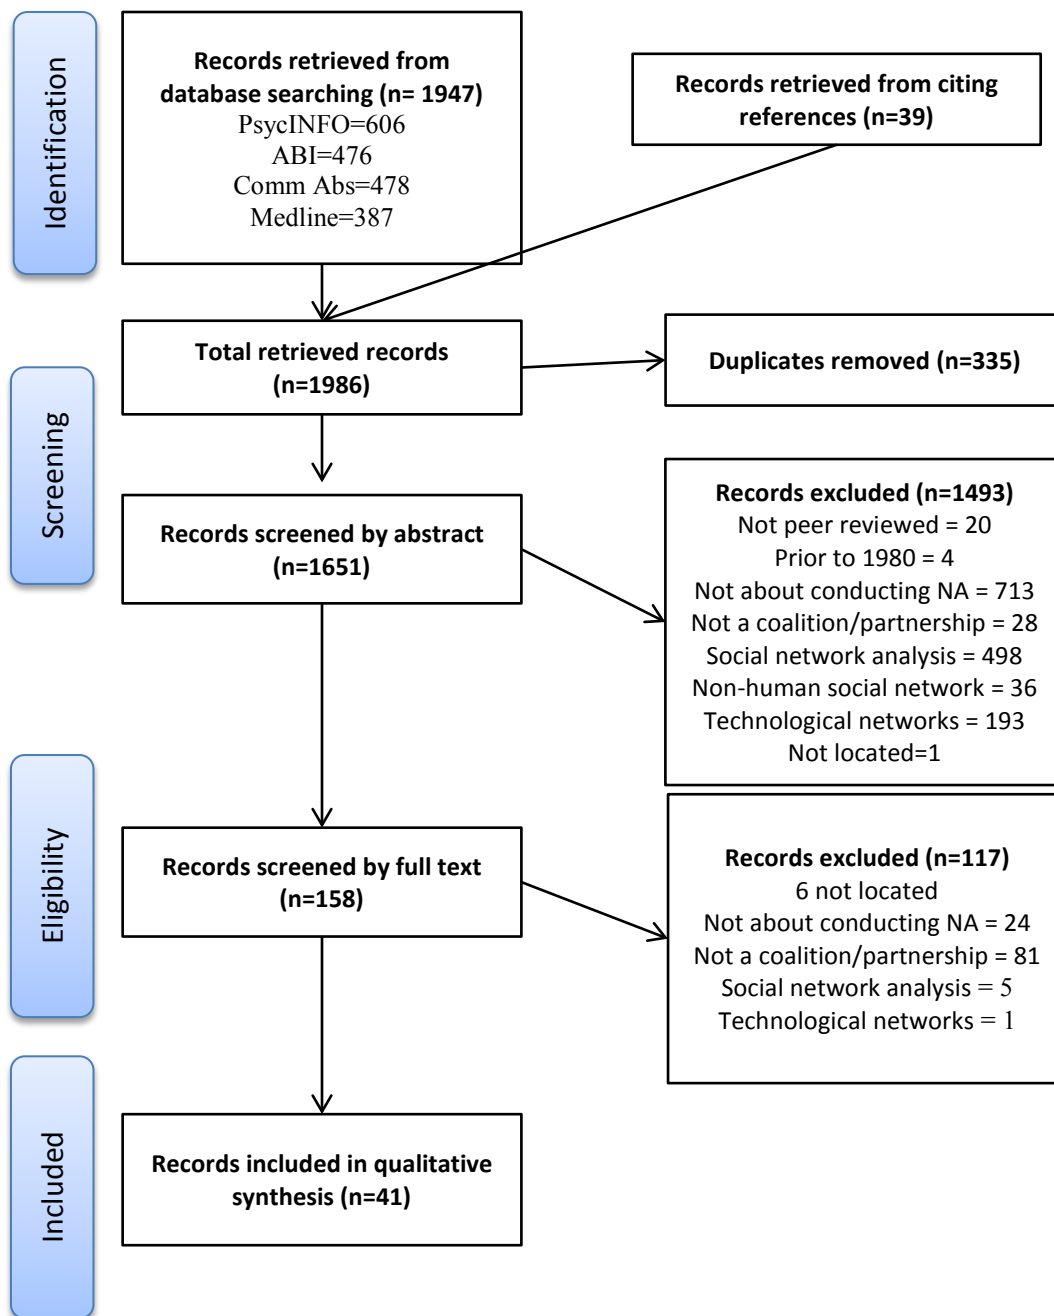 Identification
Records retrieved from
database searching (n= 1947)
PsycINFO=606
ABI=476
Comm Abs=478
Medline=387
Records retrieved from citing
references (n=39)
Screening
Total retrieved records
(n=1986)
Duplicates removed (n=335)
Records screened by abstract
(n=1651)
Records excluded (n=1493)
Not peer reviewed = 20
Prior to 1980 = 4
Not about conducting NA = 713
Not a coalition/partnership = 28
Social network analysis = 498
Non-human social network = 36
Technological networks = 193
Not located=1
Eligibility
Records screened by full text
(n=158)
Records excluded (n=117)
6 not located
Not about conducting NA = 24
Not a coalition/partnership = 81
Social network analysis = 5
Technological networks = 1
Included
Records included in qualitative
synthesis (n=41)